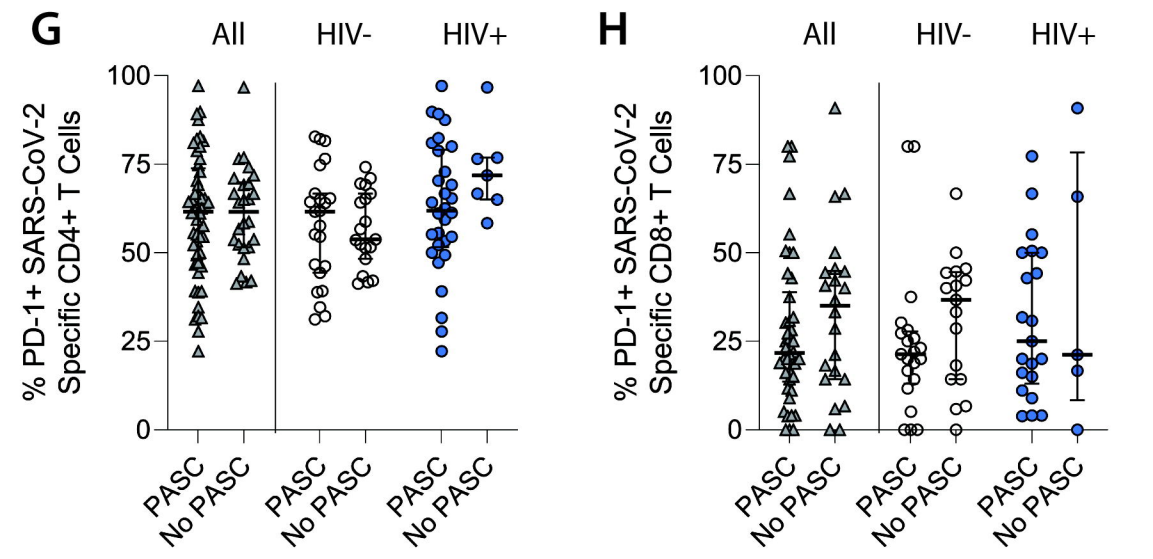 G
All HIV- HIV+
% PD-1+ SARS-CoV-2
Specific CD4+ T Cells
100
75
50
25
0
PASC
No PASC
PASC
No PASC
PASC
No PASC
H
All HIV- HIV+
% PD-1+ SARS-CoV-2
Specific CD8+ T Cells
100
75
50
25
0
PASC
No PASC
PASC
No PASC
PASC
No PASC